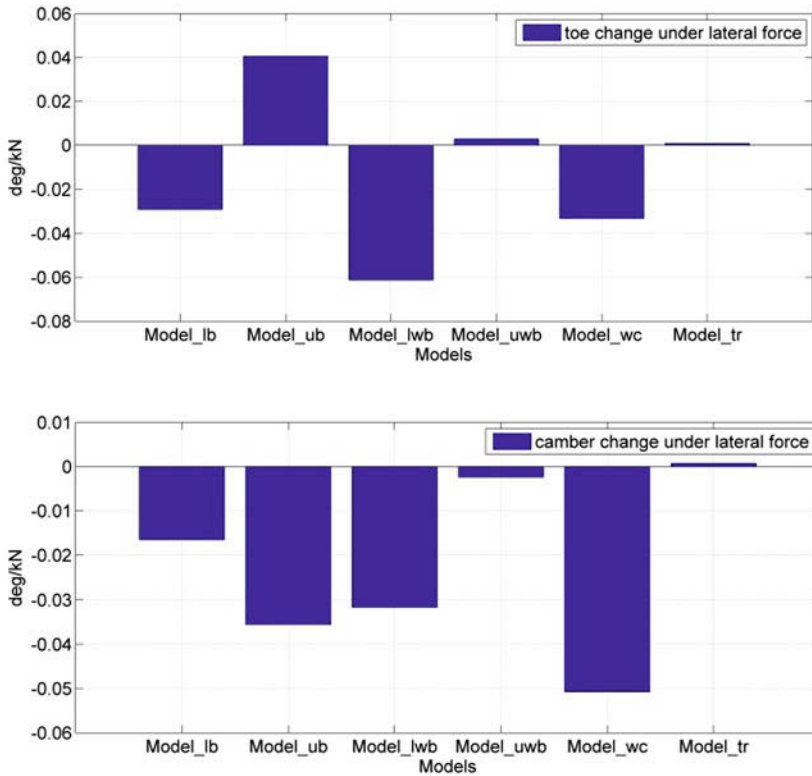 0.06
toe change under lateral force
0.04
0.02
0
-0.02
-0.04
-0.06
-0.08
deg/kN
Model_lb Model_ub Model_lwb Model_uwb Model_wc Model_tr
Models
0.01
camber change under lateral force
0
-0.01
-0.02
-0.03
-0.04
-0.05
-0.06
deg/kN
Model_lb Model_ub Model_lwb Model_uwb Model_wc Model_tr
Models